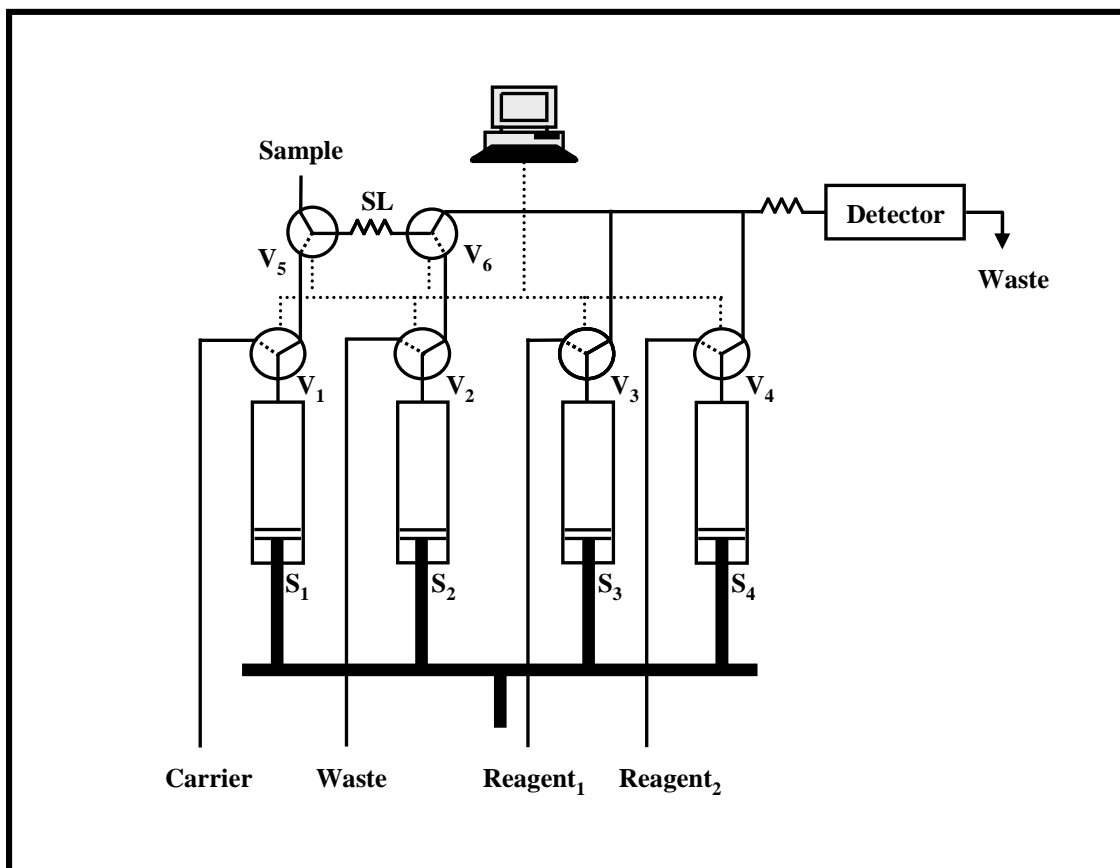 Sample
SL
Detector
V₅
V₆
Waste
V₁
V₂
V₃
V₄
S₁
S₂
S₃
S₄
Carrier
Waste
Reagent₁
Reagent₂